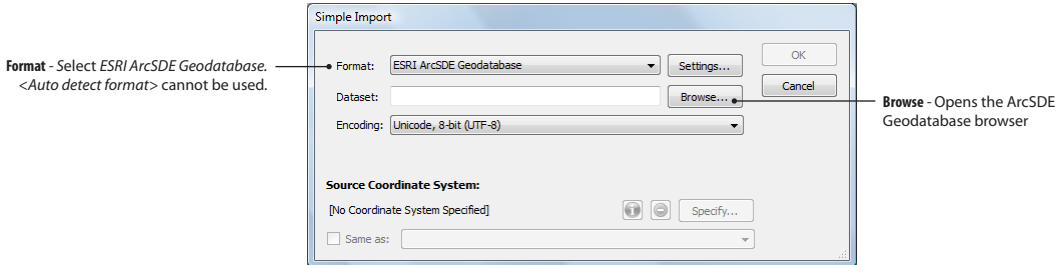 Simple Import
Format - Select ESRI ArcSDE Geodatabase.
<Auto detect format> cannot be used.
Format: ESRI ArcSDE Geodatabase Settings... OK
Dataset: Browse... Cancel
Browse - Opens the ArcSDE
Geodatabase browser
Encoding: Unicode, 8-bit (UTF-8)
Source Coordinate System:
[No Coordinate System Specified] Specify...
Same as: